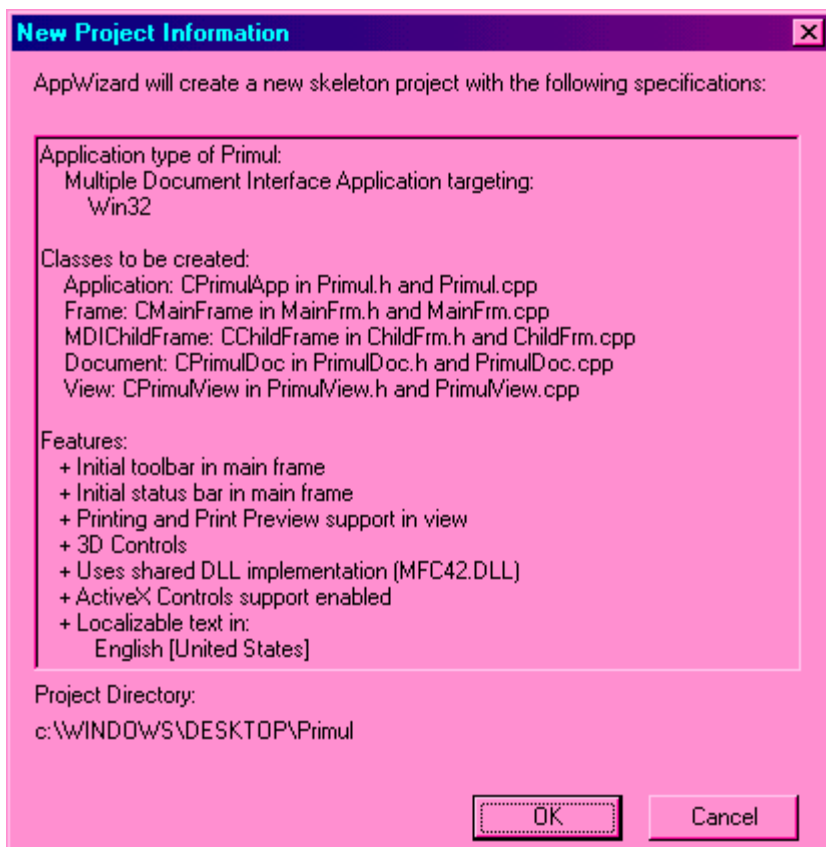 New Project Information
AppWizard will create a new skeleton project with the following specifications:
Application type of Primul:
Multiple Document Interface Application targeting:
Win32
Classes to be created:
Application: CPrimulApp in Primul.h and Primul.cpp
Frame: CMainFrame in MainFrm.h and MainFrm.cpp
MDIChildFrame: CChildFrame in ChildFrm.h and ChildFrm.cpp
Document: CPrimulDoc in PrimulDoc.h and PrimulDoc.cpp
View: CPrimulView in PrimulView.h and PrimulView.cpp
Features:
+ Initial toolbar in main frame
+ Initial status bar in main frame
+ Printing and Print Preview support in view
+ 3D Controls
+ Uses shared DLL implementation (MFC42.DLL)
+ ActiveX Controls support enabled
+ Localizable text in:
English [United States]
Project Directory:
c:\WINDOWS\DESKTOP\Primul
OK Cancel